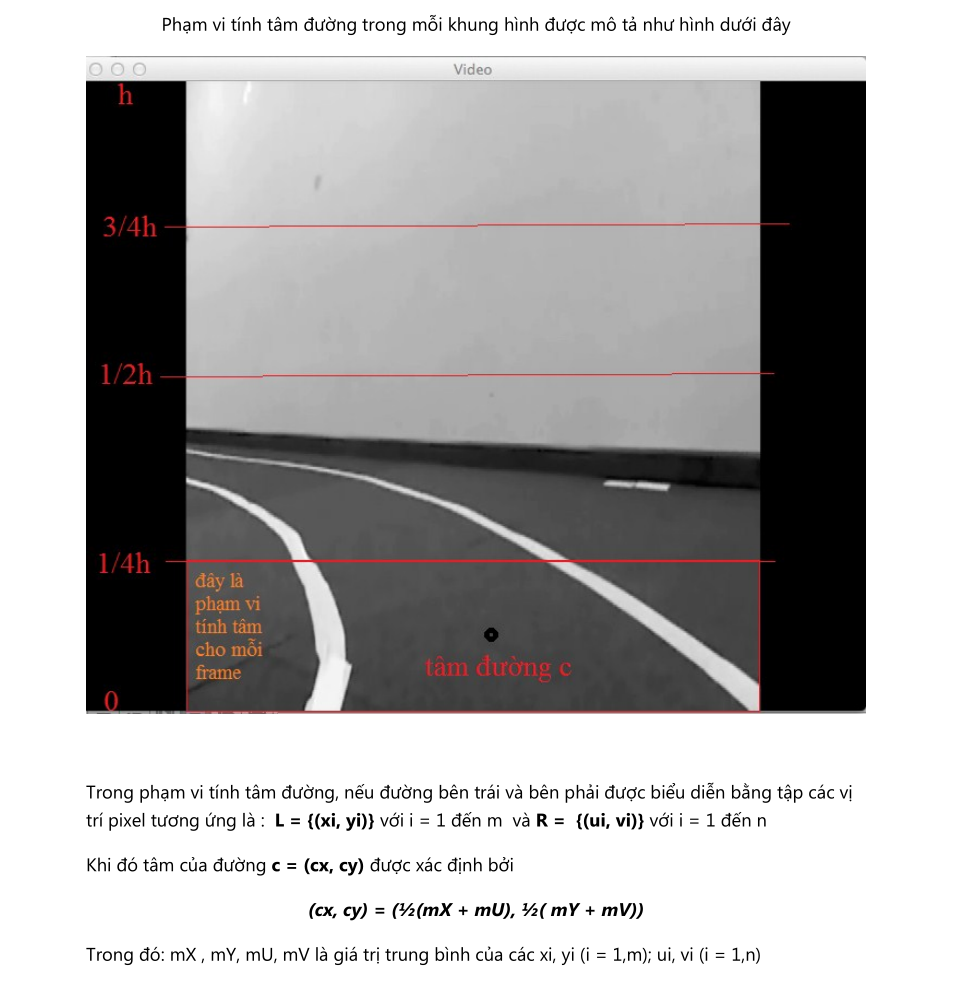 Phạm vi tính tâm đường trong mỗi khung hình được mô tả như hình dưới đây
Video
h
3/4h
1/2h
1/4h
đây là
phạm vi
tính tâm
cho mỗi
frame
tâm đường c
0
Trong phạm vi tính tâm đường, nếu đường bên trái và bên phải được biểu diễn bằng tập các vị
trí pixel tương ứng là : L = {(xi, yi)} với i = 1 đến m và R = {(ui, vi)} với i = 1 đến n
Khi đó tâm của đường c = (cx, cy) được xác định bởi
(cx, cy) = (½(mX + mU), ½( mY + mV))
Trong đó: mX , mY, mU, mV là giá trị trung bình của các xi, yi (i = 1,m); ui, vi (i = 1,n)